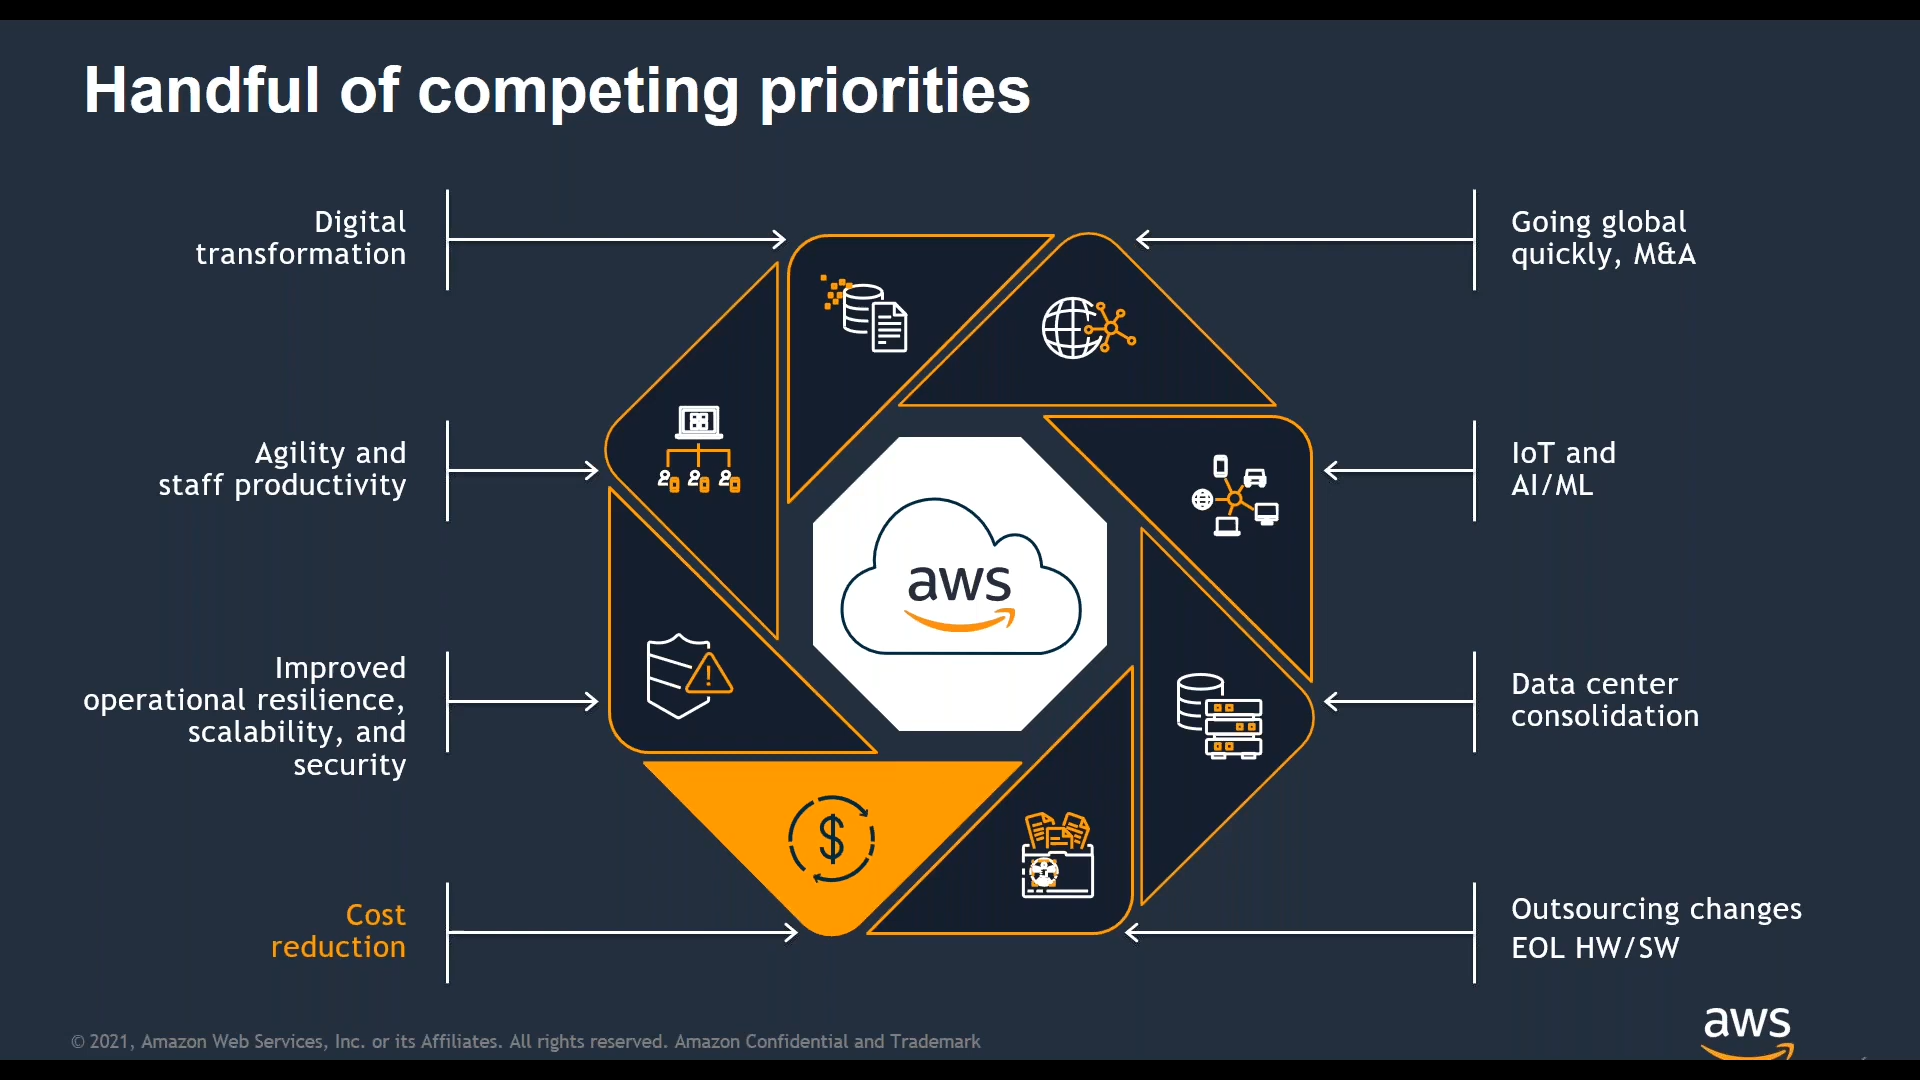 Handful of competing priorities
Digital
transformation
Agility and
staff productivity
Improved
operational resilience,
scalability, and
security
Cost
reduction
Going global
quickly, M&A
IoT and
AI/ML
Data center
consolidation
Outsourcing changes
EOL HW/SW
aws
$
© 2021, Amazon Web Services, Inc. or its Affiliates. All rights reserved. Amazon Confidential and Trademark
aws